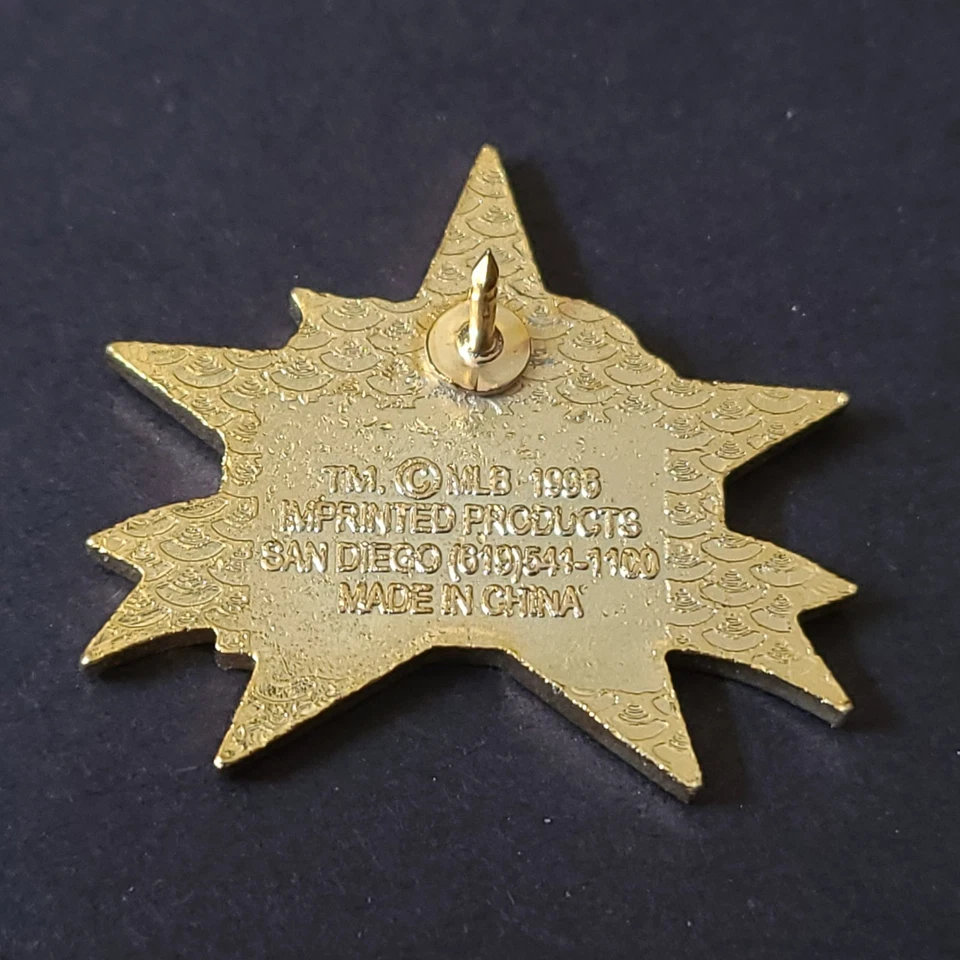 TM. © MLB 1996
IMPRINTED PRODUCTS
SAN DIEGO (619)541-1100
MADE IN CHINA